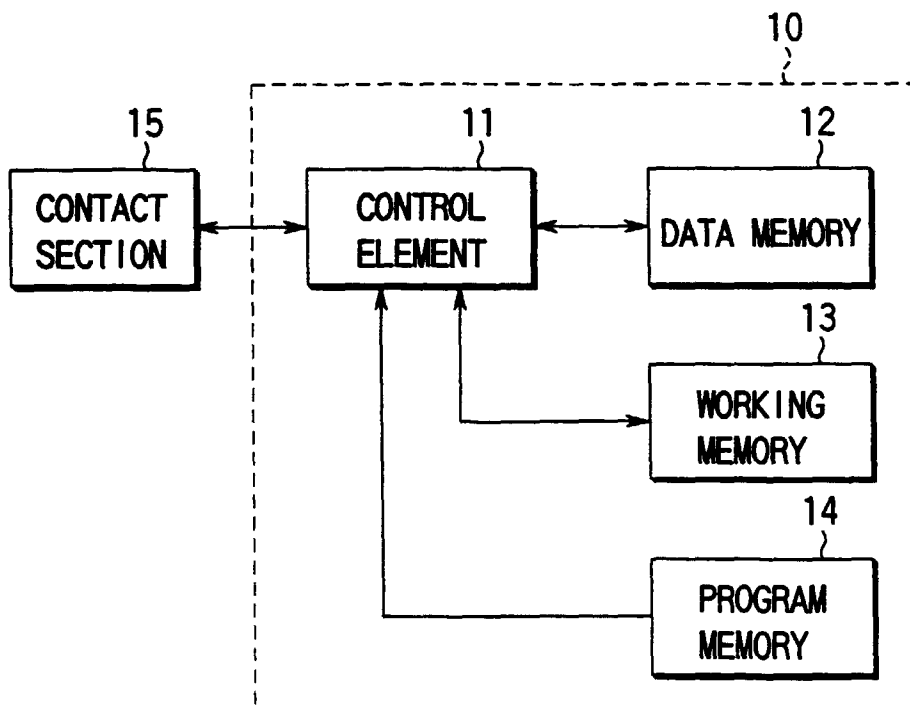 10
15
CONTACT
SECTION
11
CONTROL
ELEMENT
12
DATA MEMORY
13
WORKING
MEMORY
14
PROGRAM
MEMORY